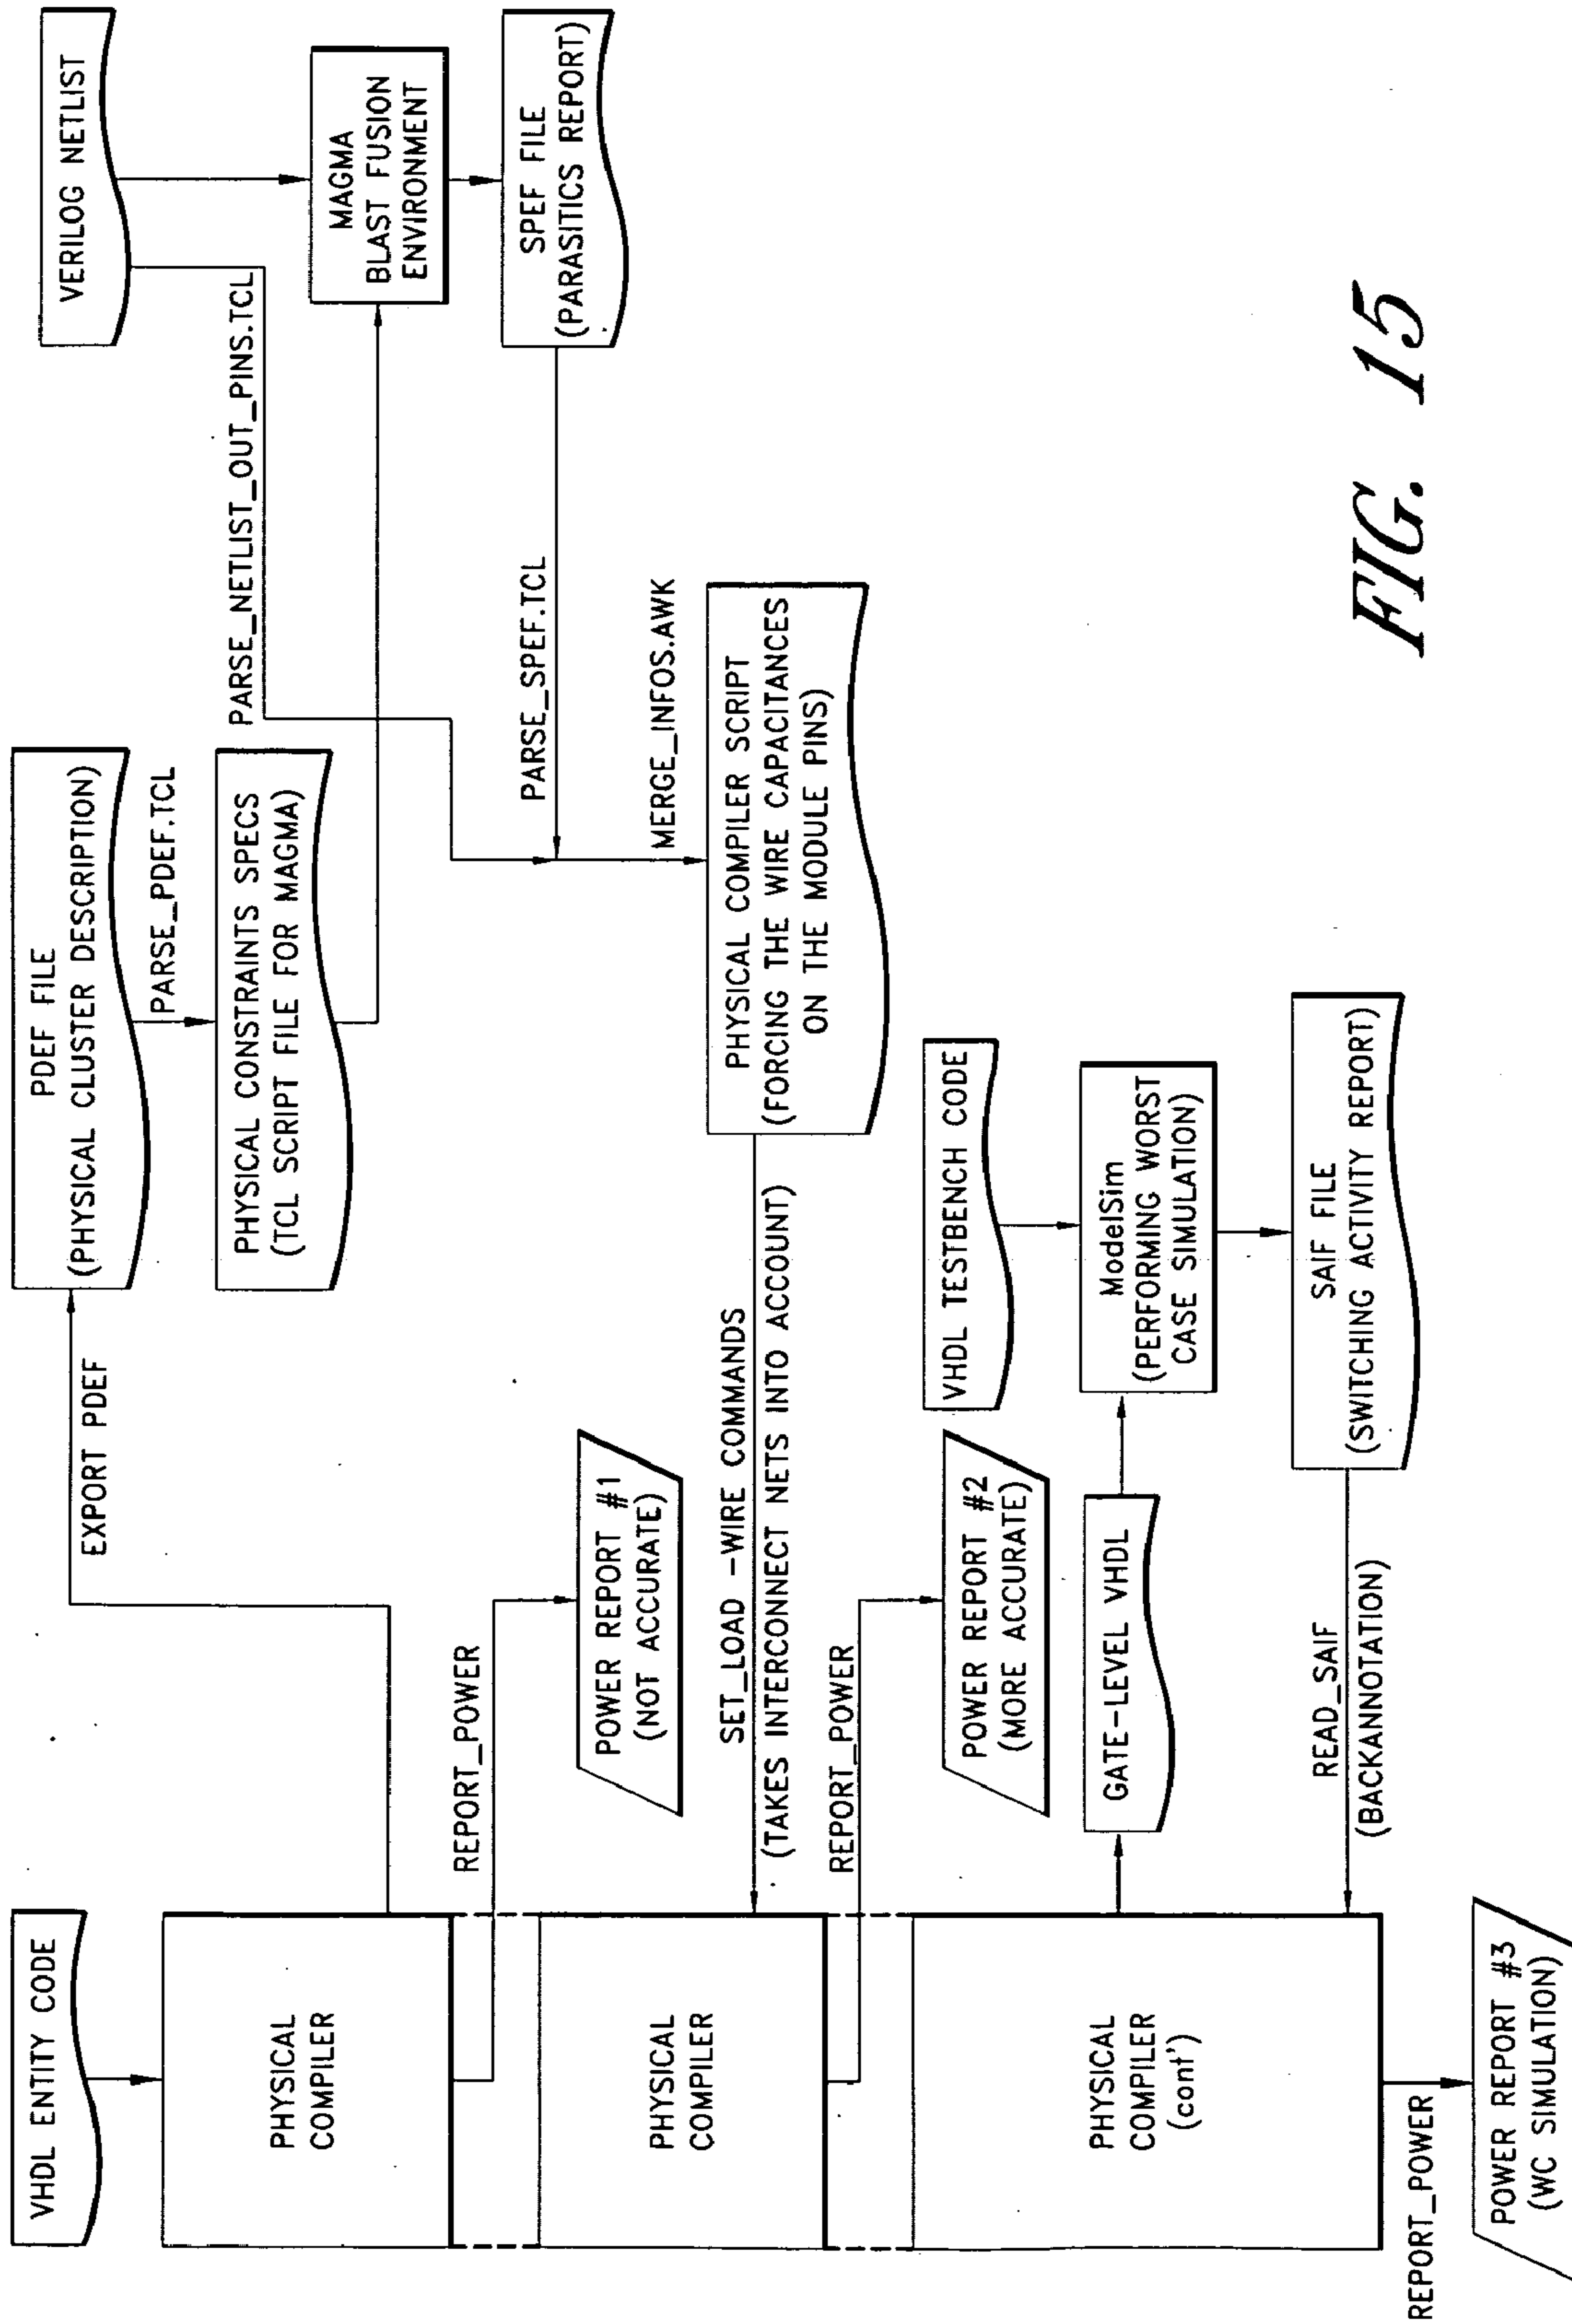 VHDL ENTITY CODE
PHYSICAL
COMPILER
EXPORT PDEF
PDEF FILE
(PHYSICAL CLUSTER DESCRIPTION)
PARSE_PDEF.TCL
PHYSICAL CONSTRAINTS SPECS
(TCL SCRIPT FILE FOR MAGMA)
VERILOG NETLIST
PARSE_NETLIST_OUT_PINS.TCL
MAGMA
BLAST FUSION
ENVIRONMENT
SPEF FILE
(PARASITICS REPORT)
PARSE_SPEF.TCL
MERGE_INFOS.AWK
REPORT_POWER
POWER REPORT #1
(NOT ACCURATE)
PHYSICAL COMPILER SCRIPT
(FORCING THE WIRE CAPACITANCES
ON THE MODULE PINS)
PHYSICAL
COMPILER
SET_LOAD -WIRE COMMANDS
(TAKES INTERCONNECT NETS INTO ACCOUNT)
REPORT_POWER
POWER REPORT #2
(MORE ACCURATE)
VHDL TESTBENCH CODE
PHYSICAL
COMPILER
(cont')
GATE-LEVEL VHDL
ModelSim
(PERFORMING WORST
CASE SIMULATION)
SAIF FILE
(SWITCHING ACTIVITY REPORT)
READ_SAIF
(BACKANNOTATION)
REPORT_POWER
POWER REPORT #3
(WC SIMULATION)
FIG. 15